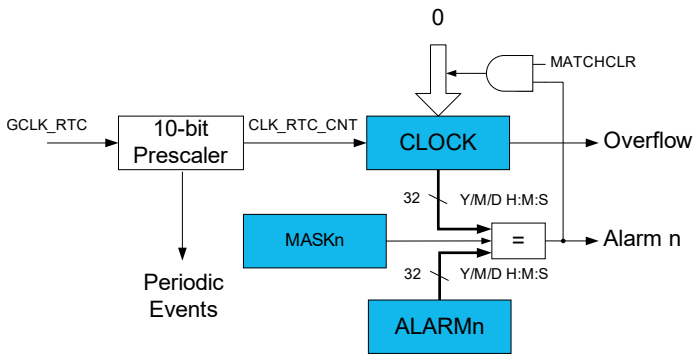 0
MATCHCLR
GCLK_RTC
10-bit
Prescaler
CLK_RTC_CNT
CLOCK
Overflow
32
Y/M/D H:M:S
MASKn
=
Alarm n
32
Y/M/D H:M:S
Periodic
Events
ALARMn